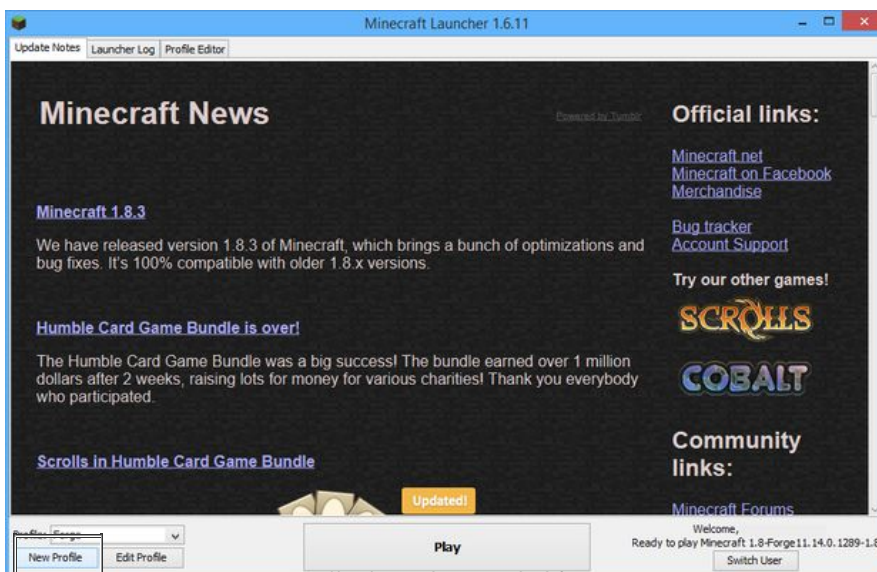 Minecraft Launcher 1.6.11
Update Notes Launcher Log Profile Editor
Minecraft News
Powered by Tumblr
Minecraft 1.8.3
We have released version 1.8.3 of Minecraft, which brings a bunch of optimizations and
bug fixes. It's 100% compatible with older 1.8.x versions.
Humble Card Game Bundle is over!
The Humble Card Game Bundle was a big success! The bundle earned over 1 million
dollars after 2 weeks, raising lots for money for various charities! Thank you everybody
who participated.
Scrolls in Humble Card Game Bundle
Updated!
Official links:
Minecraft.net
Minecraft on Facebook
Merchandise
Bug tracker
Account Support
Try our other games!
SCROLLS
COBALT
Community
links:
Minecraft Forums
Profile: Forge
New Profile Edit Profile
Play
Welcome,
Ready to play Minecraft 1.8-Forge11.14.0.1289-1.8
Switch User